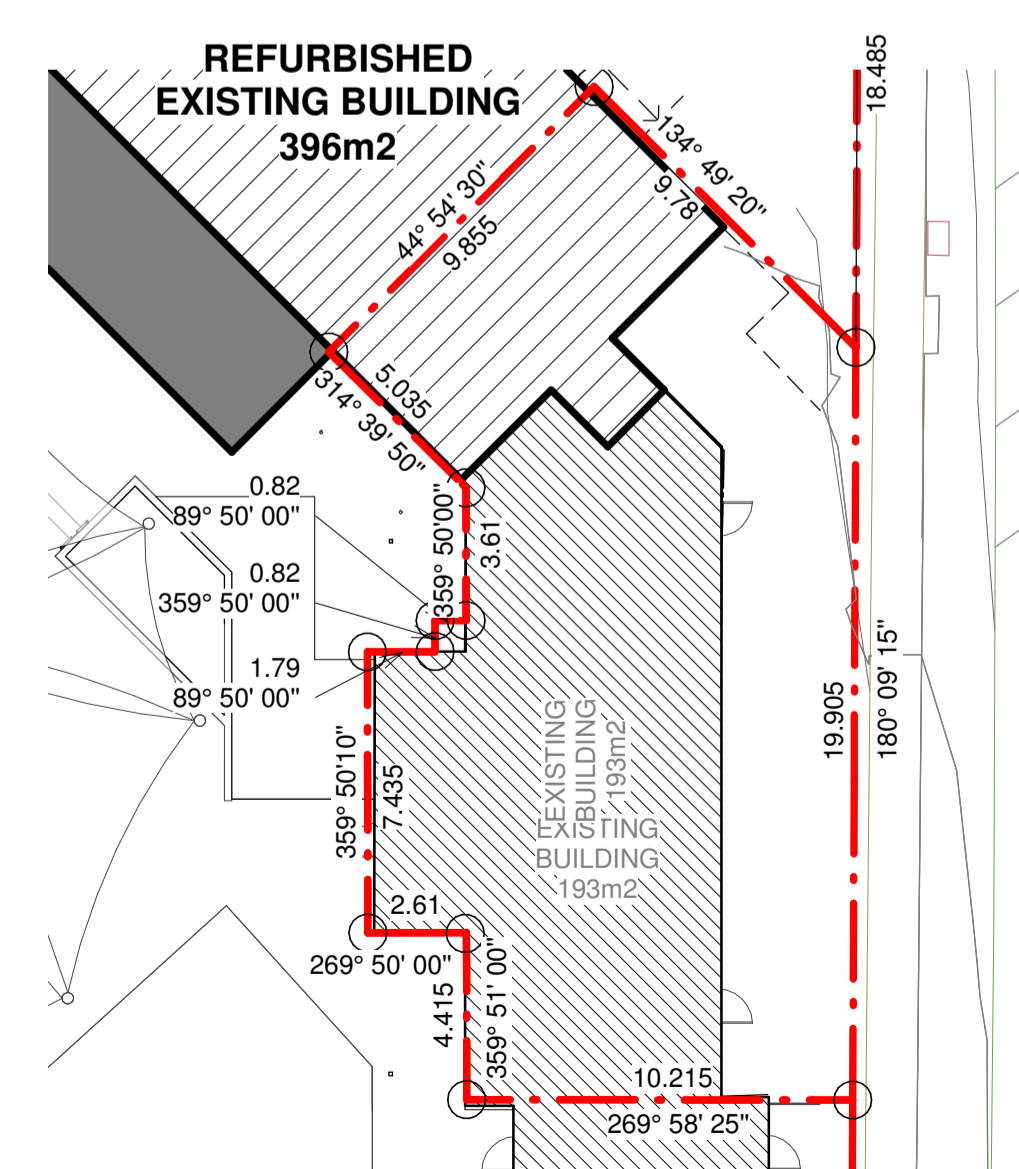 REFURBISHED
EXISTING BUILDING
396m2
18.485
134° 49' 20"
9.78
44° 54' 30"
9.855
5.035
314° 39' 50"
0.82
89° 50' 00"
359° 50'00"
3.61
0.82
359° 50' 00"
1.79
89° 50' 00"
19.905
180° 09' 15"
EXISTING
BUILDING
193m2
359° 50'10"
7.435
EXISTING
BUILDING
193m2
2.61
269° 50' 00"
4.415
359° 51' 00"
10.215
269° 58' 25"